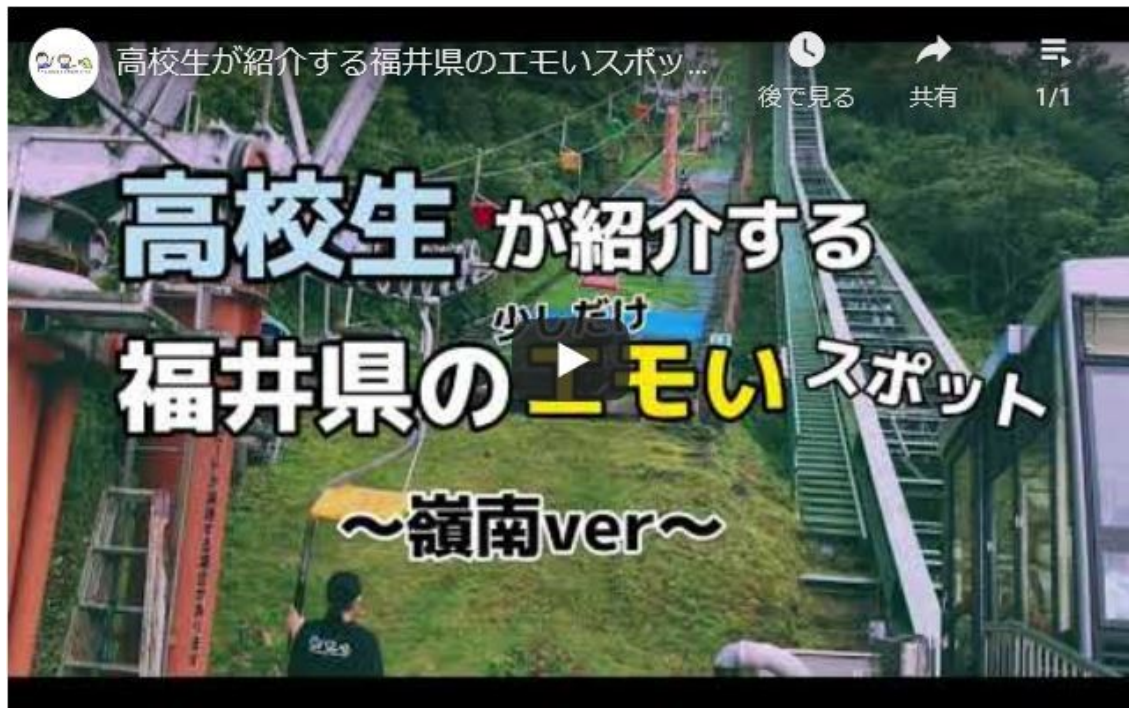 高校生が紹介する福井県のエモいスポッ...
後で見る
共有
1/1
高校生が紹介する
少しだけ
福井県のエモいスポット
～嶺南ver～